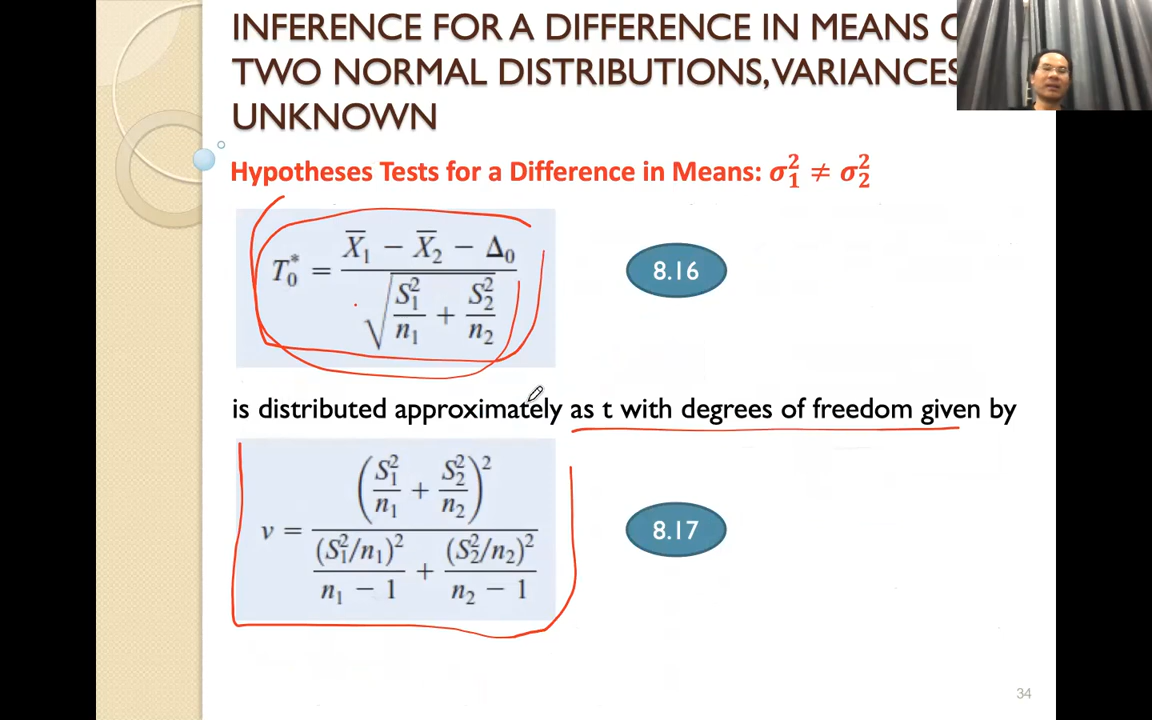 INFERENCE FOR A DIFFERENCE IN MEANS
TWO NORMAL DISTRIBUTIONS, VARIANCES
UNKNOWN
Hypotheses Tests for a Difference in Means: σ₁² ≠ σ₂²
T₀* = (X̄₁ − X̄₂ − Δ₀) / √(S₁²/n₁ + S₂²/n₂)
8.16
is distributed approximately as t with degrees of freedom given by
ν = (S₁²/n₁ + S₂²/n₂)² / ((S₁²/n₁)²/(n₁ − 1) + (S₂²/n₂)²/(n₂ − 1))
8.17
34